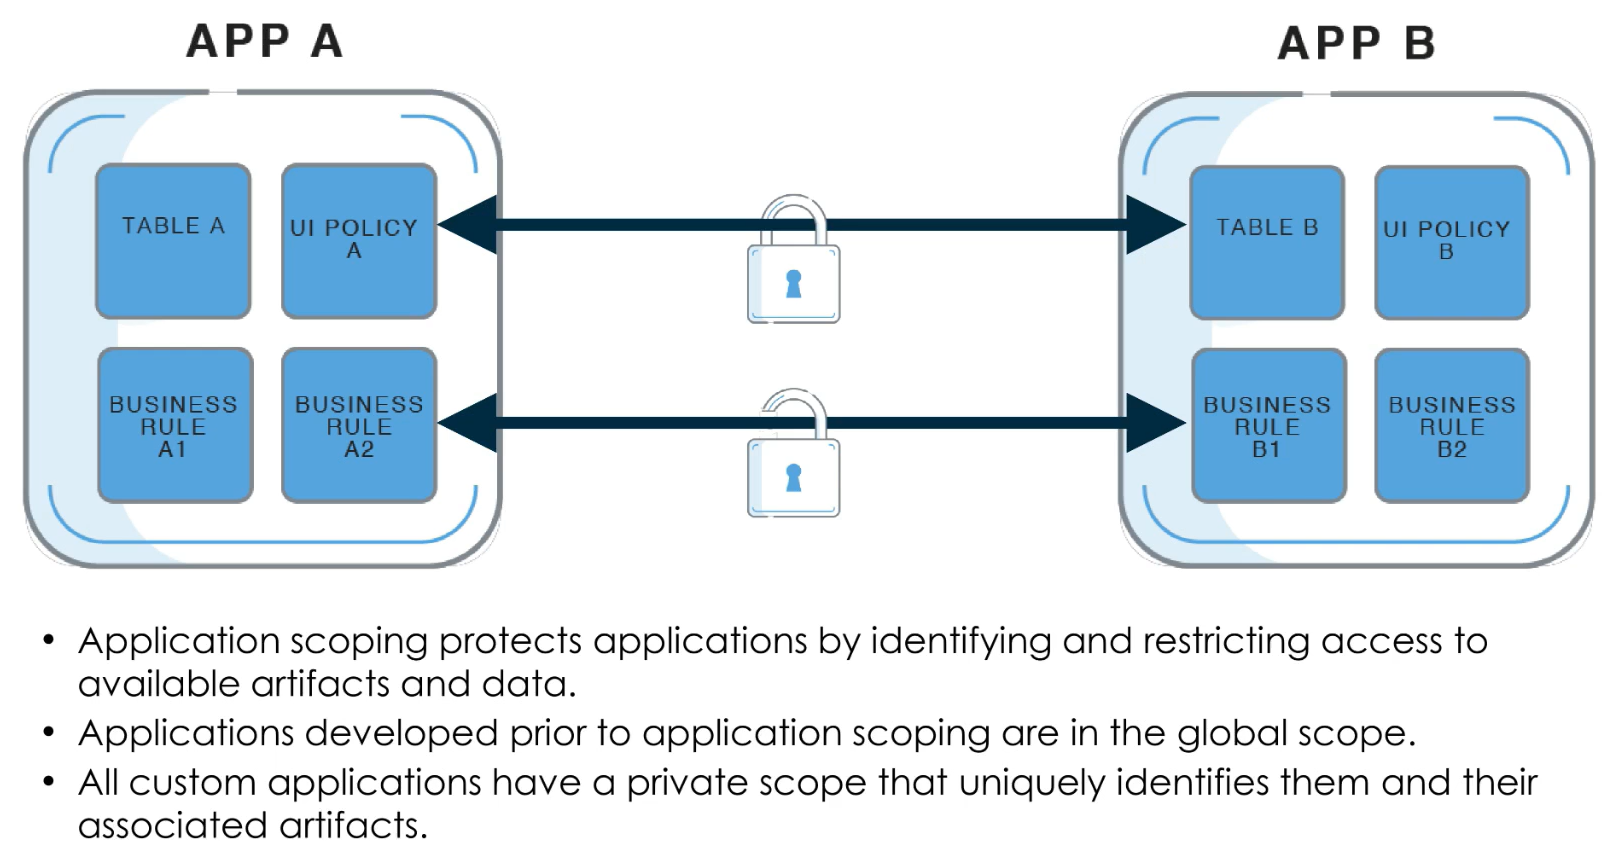 APP A
APP B
TABLE A
UI POLICY
A
TABLE B
UI POLICY
B
BUSINESS
RULE
A1
BUSINESS
RULE
A2
BUSINESS
RULE
B1
BUSINESS
RULE
B2
• Application scoping protects applications by identifying and restricting access to
available artifacts and data.
• Applications developed prior to application scoping are in the global scope.
• All custom applications have a private scope that uniquely identifies them and their
associated artifacts.